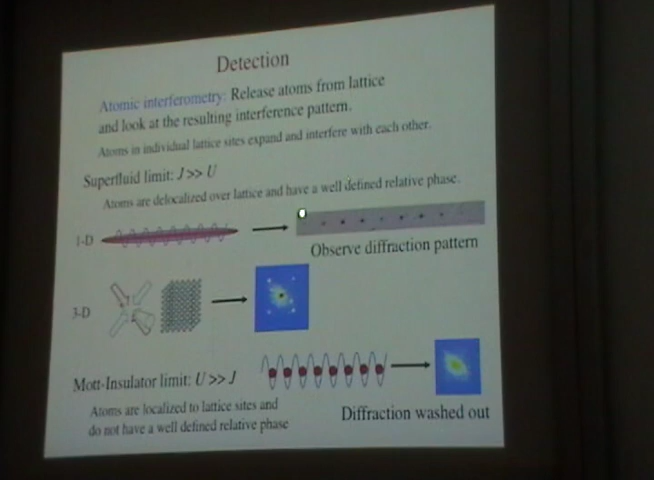 Detection
Atomic interferometry: Release atoms from lattice
and look at the resulting interference pattern.
Atoms in individual lattice sites expand and interfere with each other.
Superfluid limit: J >> U
Atoms are delocalized over lattice and have a well defined relative phase.
1-D
Observe diffraction pattern
3-D
Mott-Insulator limit: U >> J
Atoms are localized to lattice sites and
do not have a well defined relative phase
Diffraction washed out